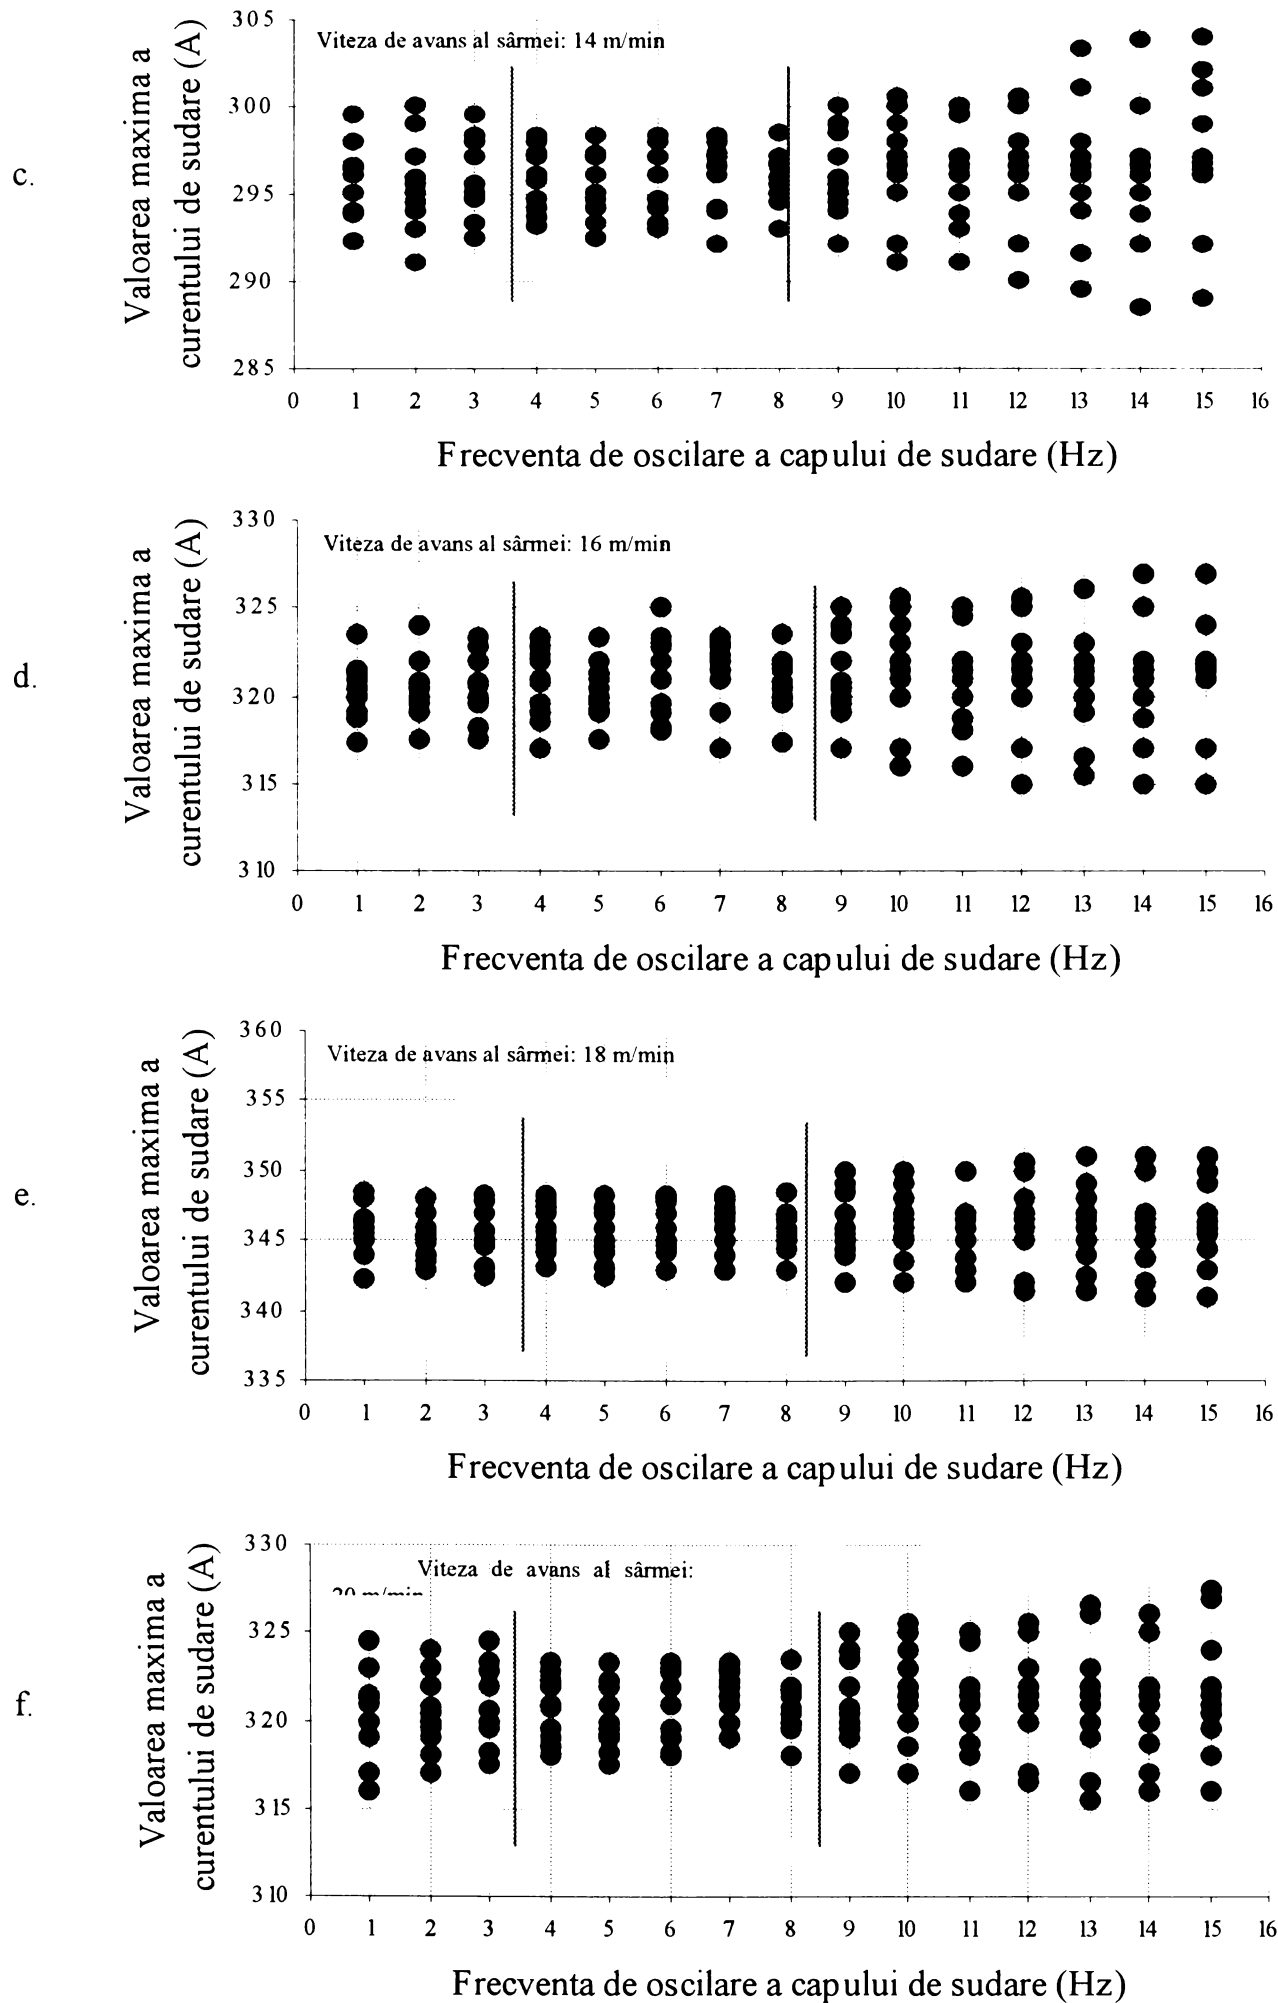 c.
Valoarea maxima a
curentului de sudare (A)
305
300
295
290
285
Viteza de avans al sârmei: 14 m/min
0 1 2 3 4 5 6 7 8 9 10 11 12 13 14 15 16
Frecventa de oscilare a capului de sudare (Hz)
d.
Valoarea maxima a
curentului de sudare (A)
330
325
320
315
310
Viteza de avans al sârmei: 16 m/min
0 1 2 3 4 5 6 7 8 9 10 11 12 13 14 15 16
Frecventa de oscilare a capului de sudare (Hz)
e.
Valoarea maxima a
curentului de sudare (A)
360
355
350
345
340
335
Viteza de avans al sârmei: 18 m/min
0 1 2 3 4 5 6 7 8 9 10 11 12 13 14 15 16
Frecventa de oscilare a capului de sudare (Hz)
f.
Valoarea maxima a
curentului de sudare (A)
330
325
320
315
310
Viteza de avans al sârmei:
20 m/min
0 1 2 3 4 5 6 7 8 9 10 11 12 13 14 15 16
Frecventa de oscilare a capului de sudare (Hz)